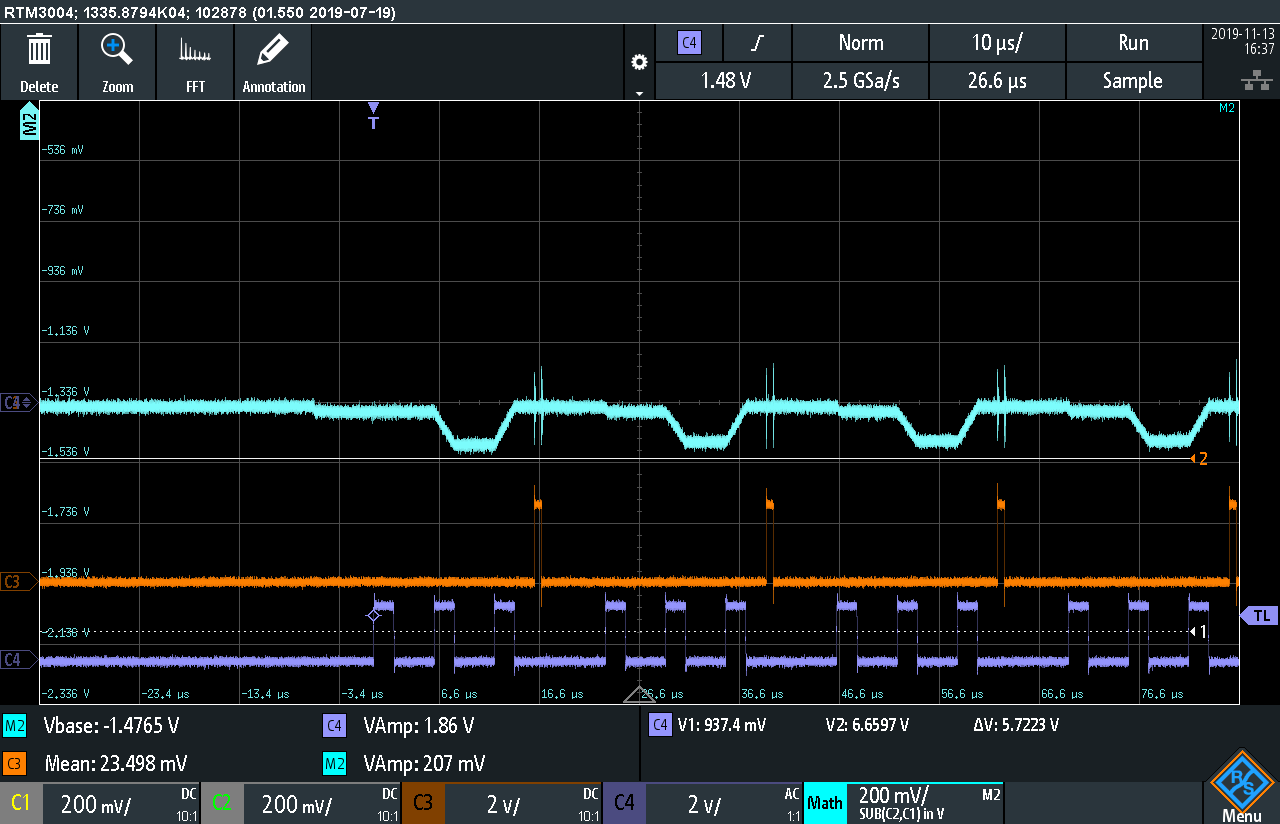 RTM3004; 1335.8794K04; 102878 (01.550 2019-07-19)
Delete Zoom FFT Annotation
C4 Norm 10 µs/ Run
1.48 V 2.5 GSa/s 26.6 µs Sample
2019-11-13
16:37
M2
M2
T
-536 mV
-736 mV
-936 mV
-1,136 V
-1,336 V
-1,536 V
2
-1,736 V
C3
-1,936 V
TL
-2,136 V
1
C4
-2,336 V
-23,4 µs -13,4 µs -3,4 µs 6,6 µs 16,6 µs 26,6 µs 36,6 µs 46,6 µs 56,6 µs 66,6 µs 76,6 µs
M2 Vbase: -1.4765 V C4 VAmp: 1.86 V C4 V1: 937.4 mV V2: 6.6597 V ΔV: 5.7223 V
C3 Mean: 23.498 mV M2 VAmp: 207 mV
C1 200 mV/ DC 10:1
C2 200 mV/ DC 10:1
C3 2 V/ DC 10:1
C4 2 V/ AC 1:1
Math 200 mV/ M2
SUB(C2,C1) in V
R S
Menu